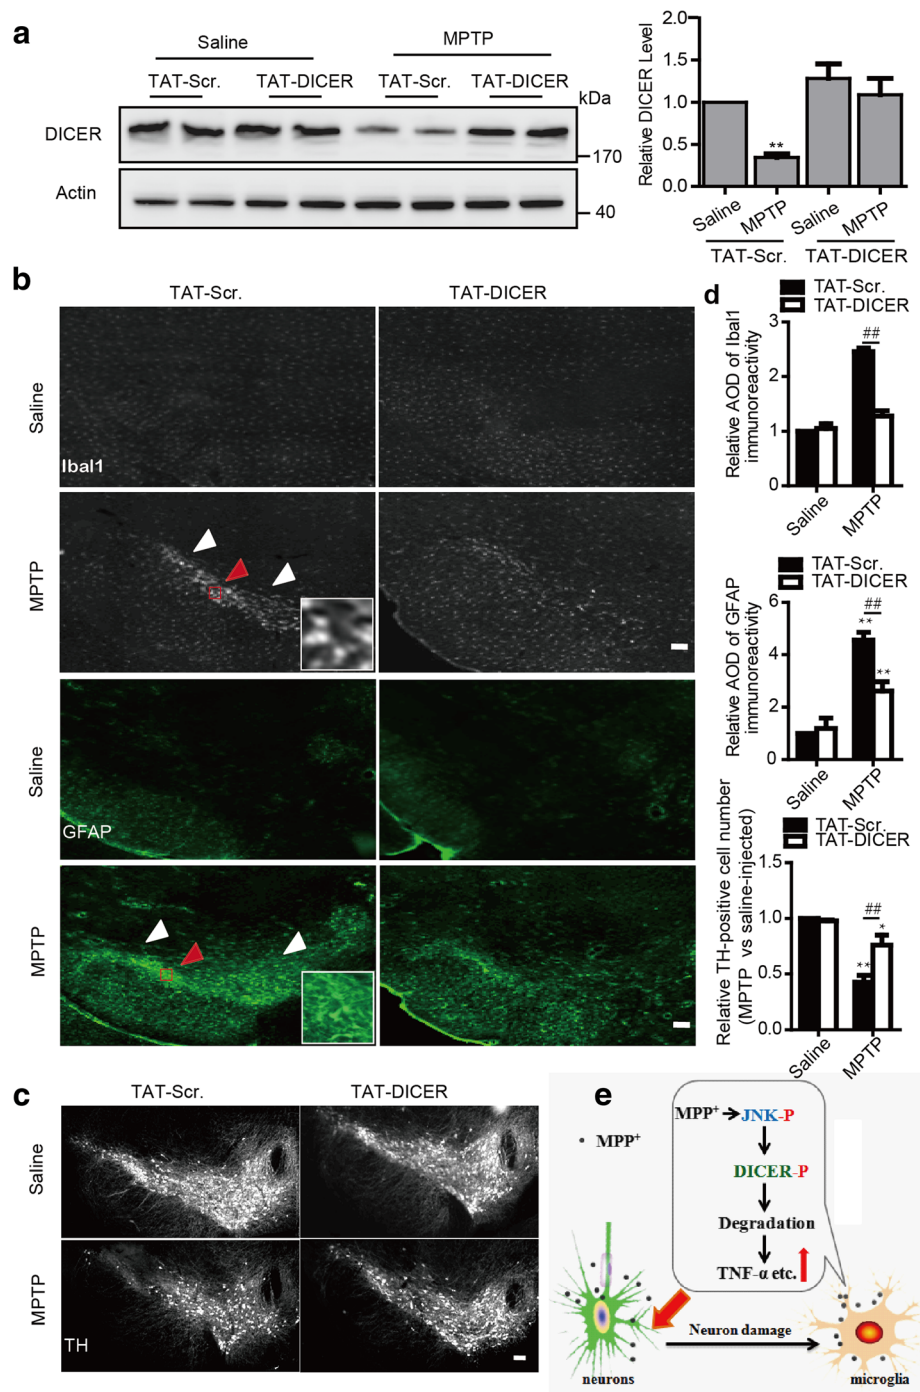 a
Saline
MPTP
TAT-Scr.
TAT-DICER
TAT-Scr.
TAT-DICER
kDa
DICER
170
Actin
40
Relative DICER Level
2.0
1.5
1.0
0.5
0.0
**
Saline
MPTP
Saline
MPTP
TAT-Scr.
TAT-DICER
b
TAT-Scr.
TAT-DICER
Saline
Ibal1
MPTP
Saline
GFAP
MPTP
d
TAT-Scr.
TAT-DICER
Relative AOD of Ibal1
immunoreactivity
3
2
1
0
##
Saline
MPTP
TAT-Scr.
TAT-DICER
Relative AOD of GFAP
immunoreactivity
6
4
2
0
##
**
**
Saline
MPTP
TAT-Scr.
TAT-DICER
Relative TH-positive cell number
(MPTP vs saline-injected)
1.5
1.0
0.5
0.0
##
**
*
Saline
MPTP
c
TAT-Scr.
TAT-DICER
Saline
MPTP
TH
e
MPP+
MPP+
JNK-P
DICER-P
Degradation
TNF-α etc.
Neuron damage
neurons
microglia